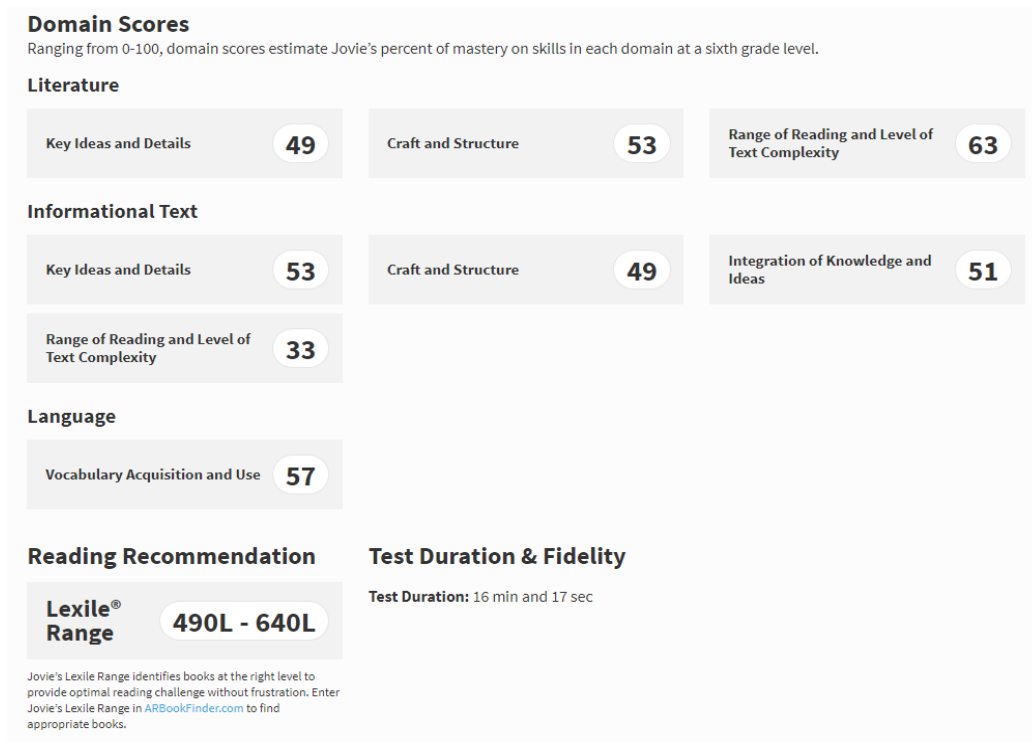 Domain Scores
Ranging from 0-100, domain scores estimate Jovie’s percent of mastery on skills in each domain at a sixth grade level.
Literature
Key Ideas and Details 49
Craft and Structure 53
Range of Reading and Level of
Text Complexity 63
Informational Text
Key Ideas and Details 53
Craft and Structure 49
Integration of Knowledge and
Ideas 51
Range of Reading and Level of
Text Complexity 33
Language
Vocabulary Acquisition and Use 57
Reading Recommendation
Lexile®
Range 490L - 640L
Jovie’s Lexile Range identifies books at the right level to
provide optimal reading challenge without frustration. Enter
Jovie’s Lexile Range in ARBookFinder.com to find
appropriate books.
Test Duration & Fidelity
Test Duration: 16 min and 17 sec